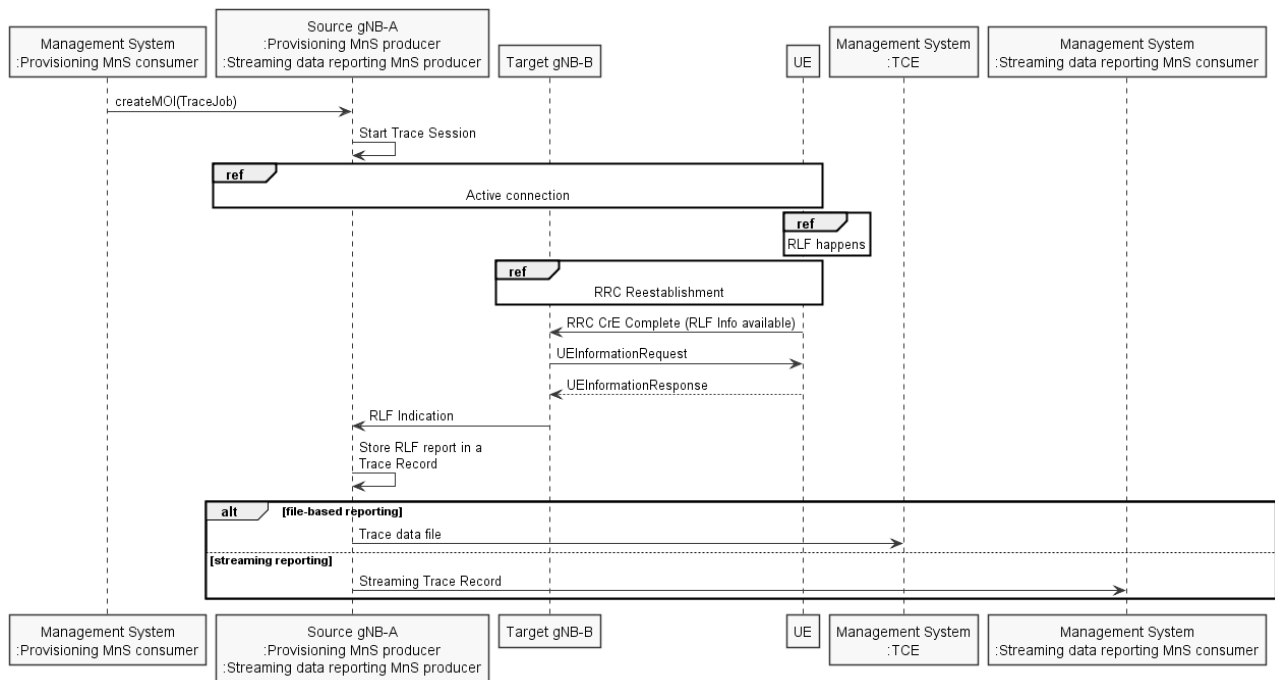 Management System
:Provisioning MnS consumer
Source gNB-A
:Provisioning MnS producer
:Streaming data reporting MnS producer
Target gNB-B
UE
Management System
:TCE
Management System
:Streaming data reporting MnS consumer
createMOI(TraceJob)
Start Trace Session
ref
Active connection
ref
RLF happens
ref
RRC Reestablishment
RRC CrE Complete (RLF Info available)
UEInformationRequest
UEInformationResponse
RLF Indication
Store RLF report in a
Trace Record
alt [file-based reporting]
Trace data file
[streaming reporting]
Streaming Trace Record
Management System
:Provisioning MnS consumer
Source gNB-A
:Provisioning MnS producer
:Streaming data reporting MnS producer
Target gNB-B
UE
Management System
:TCE
Management System
:Streaming data reporting MnS consumer